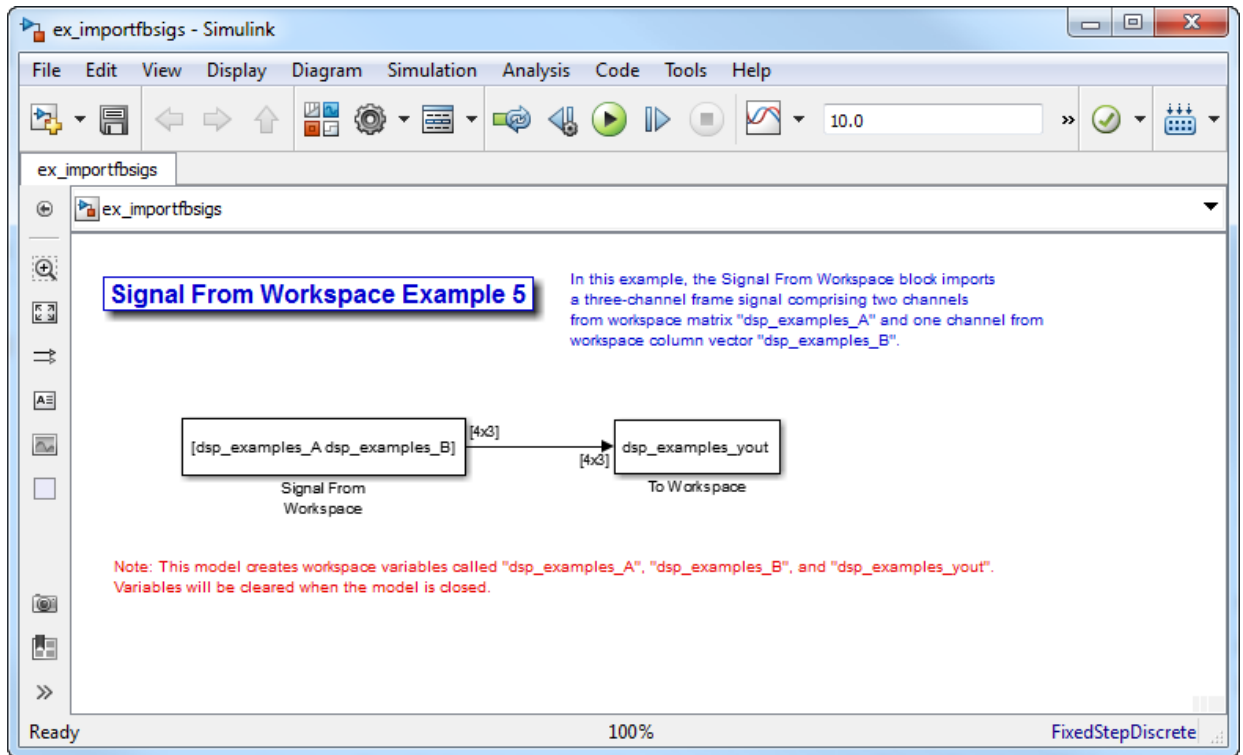 ex_importfbsigs - Simulink
File Edit View Display Diagram Simulation Analysis Code Tools Help
10.0
ex_importfbsigs
ex_importfbsigs
Signal From Workspace Example 5
In this example, the Signal From Workspace block imports
a three-channel frame signal comprising two channels
from workspace matrix "dsp_examples_A" and one channel from
workspace column vector "dsp_examples_B".
[dsp_examples_A dsp_examples_B]
[4x3]
[4x3]
dsp_examples_yout
Signal From
Workspace
To Workspace
Note: This model creates workspace variables called "dsp_examples_A", "dsp_examples_B", and "dsp_examples_yout".
Variables will be cleared when the model is closed.
Ready 100% FixedStepDiscrete